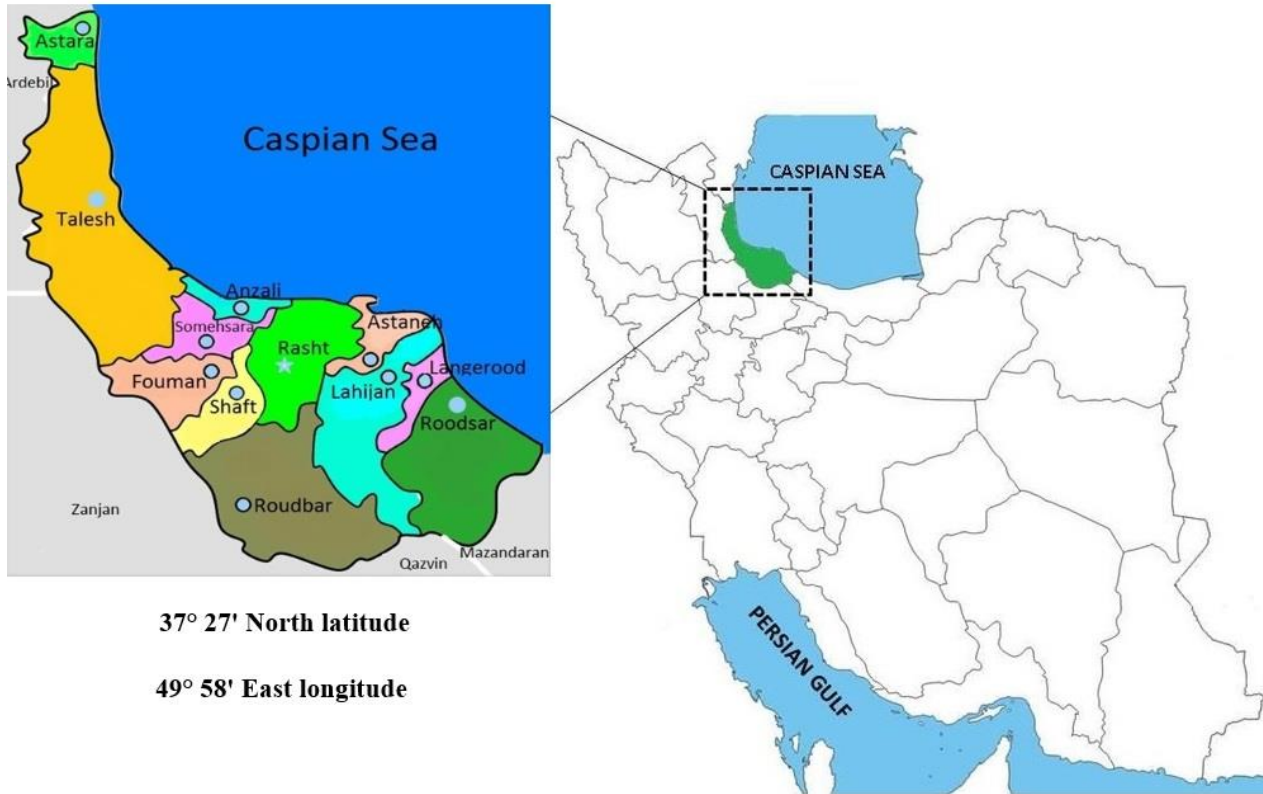 Astara
Ardebil
Caspian Sea
Talesh
Anzali
Somehsara
Astaneh
Rasht
Fouman
Langerood
Lahijan
Shaft
Roodsar
Roudbar
Zanjan
Qazvin
Mazandaran
37° 27' North latitude
49° 58' East longitude
CASPIAN SEA
PERSIAN GULF